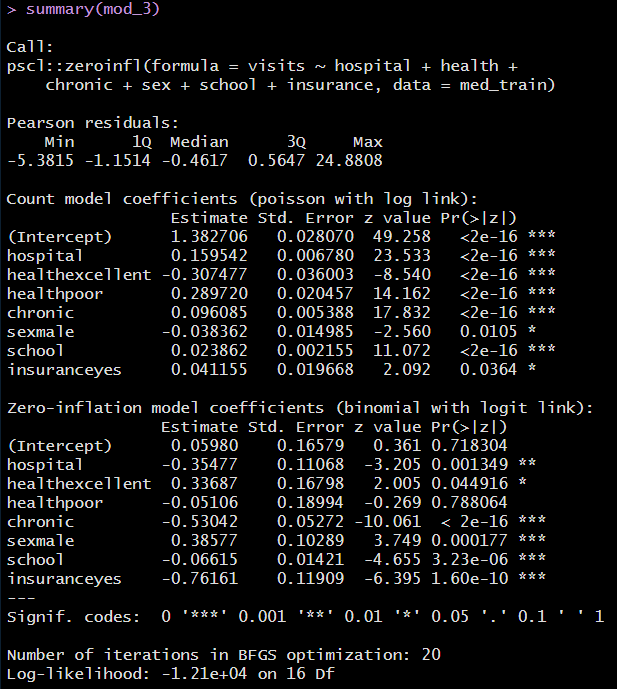 > summary(mod_3)

Call:
pscl::zeroinfl(formula = visits ~ hospital + health +
    chronic + sex + school + insurance, data = med_train)

Pearson residuals:
    Min      1Q  Median      3Q     Max
-5.3815 -1.1514 -0.4617  0.5647 24.8808

Count model coefficients (poisson with log link):
                 Estimate Std. Error z value Pr(>|z|)
(Intercept)      1.382706   0.028070  49.258   <2e-16 ***
hospital         0.159542   0.006780  23.533   <2e-16 ***
healthexcellent -0.307477   0.036003  -8.540   <2e-16 ***
healthpoor       0.289720   0.020457  14.162   <2e-16 ***
chronic          0.096085   0.005388  17.832   <2e-16 ***
sexmale         -0.038362   0.014985  -2.560   0.0105 *
school           0.023862   0.002155  11.072   <2e-16 ***
insuranceyes     0.041155   0.019668   2.092   0.0364 *

Zero-inflation model coefficients (binomial with logit link):
                Estimate Std. Error z value Pr(>|z|)
(Intercept)      0.05980    0.16579   0.361 0.718304
hospital        -0.35477    0.11068  -3.205 0.001349 **
healthexcellent  0.33687    0.16798   2.005 0.044916 *
healthpoor      -0.05106    0.18994  -0.269 0.788064
chronic         -0.53042    0.05272 -10.061  < 2e-16 ***
sexmale          0.38577    0.10289   3.749 0.000177 ***
school          -0.06615    0.01421  -4.655 3.23e-06 ***
insuranceyes    -0.76161    0.11909  -6.395 1.60e-10 ***
---
Signif. codes:  0 '***' 0.001 '**' 0.01 '*' 0.05 '.' 0.1 ' ' 1

Number of iterations in BFGS optimization: 20
Log-likelihood: -1.21e+04 on 16 Df